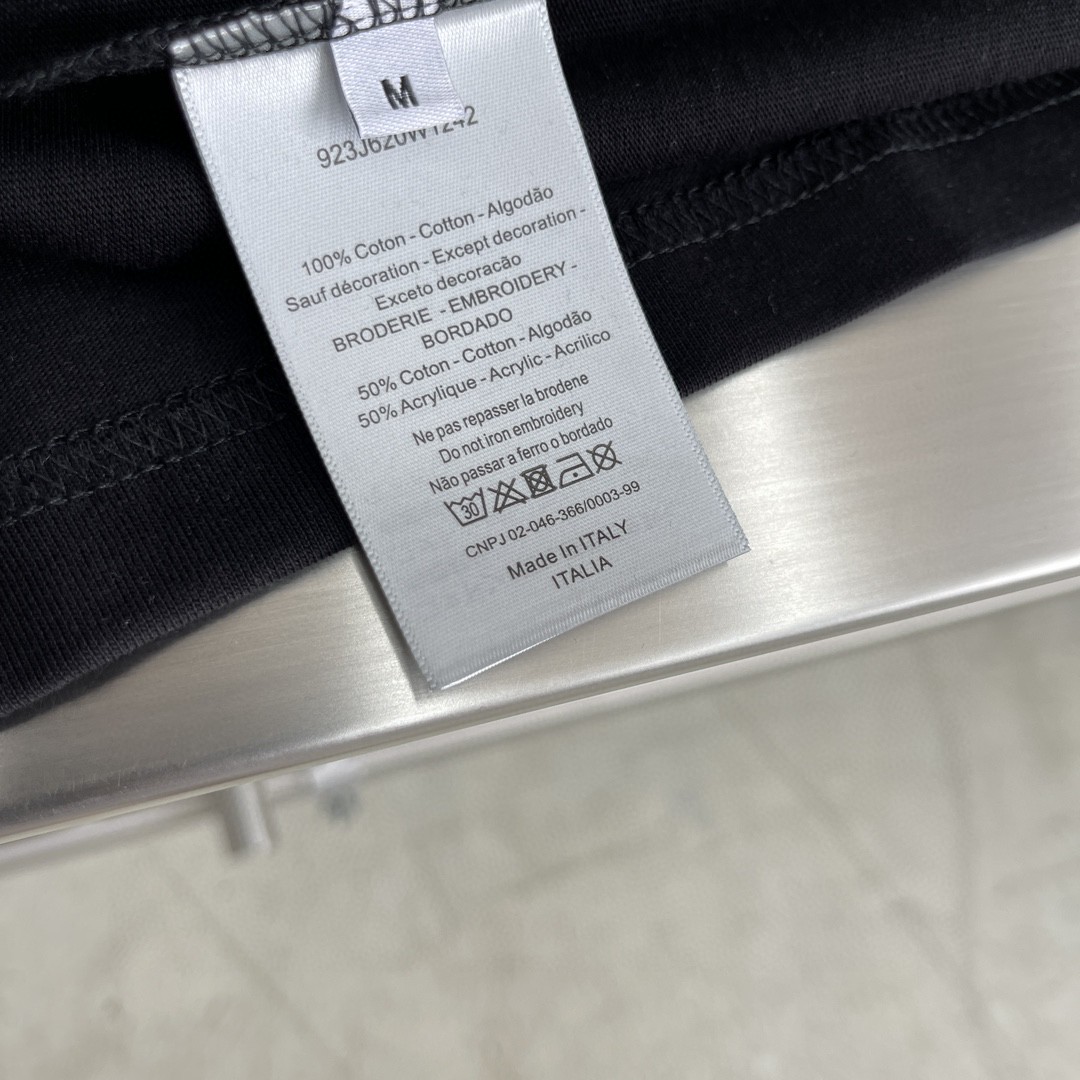 M
923J620W1242
100% Coton - Cotton - Algodão
Sauf décoration - Except decoration -
Exceto decoracão
BRODERIE - EMBROIDERY -
BORDADO
50% Coton - Cotton - Algodão
50% Acrylique - Acrylic - Acrilico
Ne pas repasser la brodene
Do not iron embroidery
Não passar a ferro o bordado
30
CNPJ 02-046-366/0003-99
Made In ITALY
ITALIA